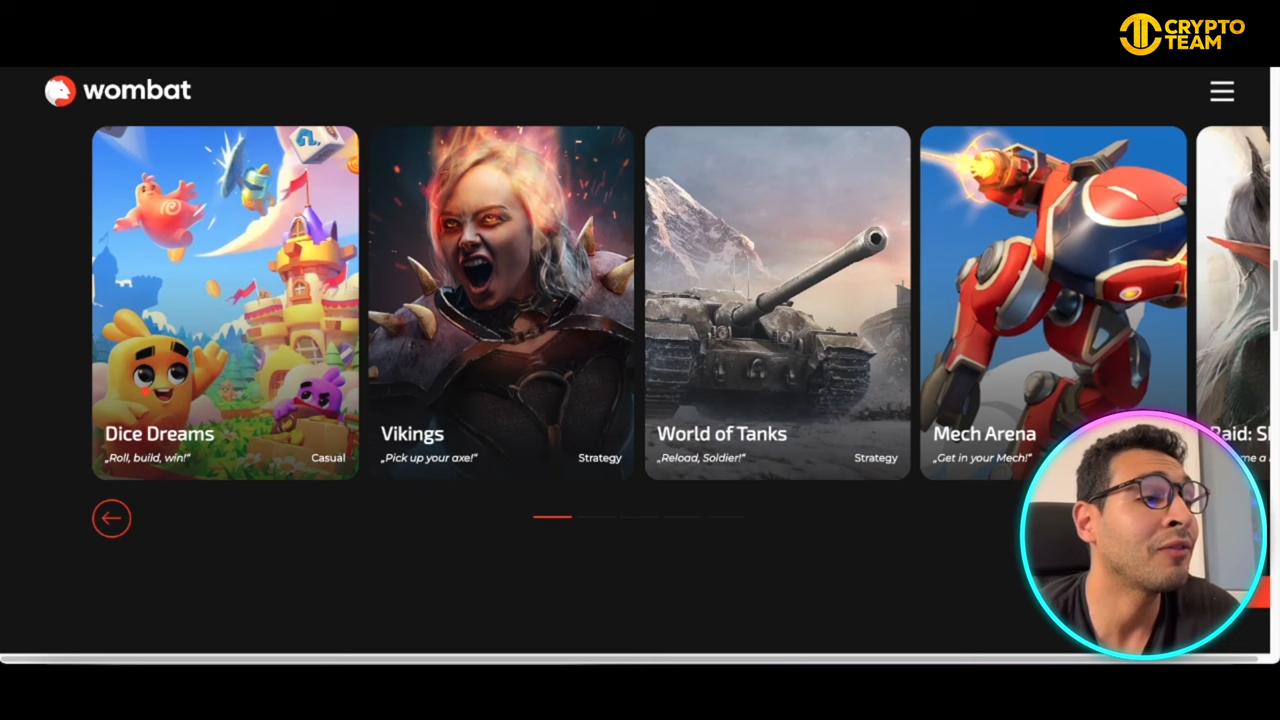 CRYPTO
TEAM
wombat
Dice Dreams
„Roll, build, win!“
Casual
Vikings
„Pick up your axe!“
Strategy
World of Tanks
„Reload, Soldier!“
Strategy
Mech Arena
„Get in your Mech!“
Raid: